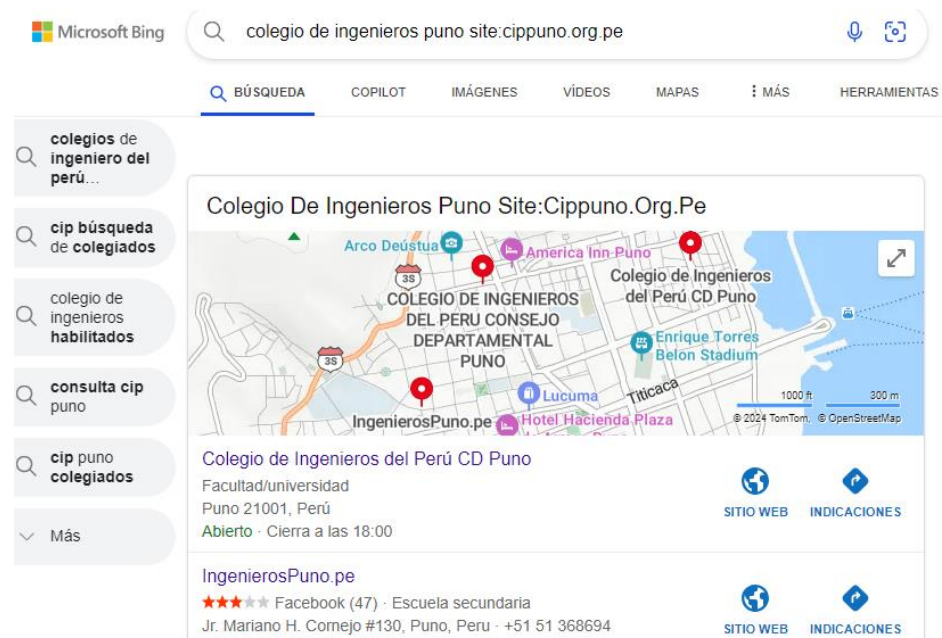 Microsoft Bing
colegio de ingenieros puno site:cippuno.org.pe
BÚSQUEDA
COPILOT
IMÁGENES
VÍDEOS
MAPAS
MÁS
HERRAMIENTAS
colegios de
ingeniero del
perú...
cip búsqueda
de colegiados
colegio de
ingenieros
habilitados
consulta cip
puno
cip puno
colegiados
Más
Colegio De Ingenieros Puno Site:Cippuno.Org.Pe
Arco Deústua
America Inn Puno
3S
Colegio de Ingenieros
del Perú CD Puno
COLEGIO DE INGENIEROS
DEL PERU CONSEJO
DEPARTAMENTAL
PUNO
Enrique Torres
Belon Stadium
3S
Lucuma
Titicaca
1000 ft
300 m
IngenierosPuno.pe
Hotel Hacienda Plaza
© 2024 TomTom, © OpenStreetMap
Colegio de Ingenieros del Perú CD Puno
Facultad/universidad
Puno 21001, Perú
Abierto · Cierra a las 18:00
SITIO WEB
INDICACIONES
IngenierosPuno.pe
Facebook (47) · Escuela secundaria
Jr. Mariano H. Cornejo #130, Puno, Peru · +51 51 368694
SITIO WEB
INDICACIONES